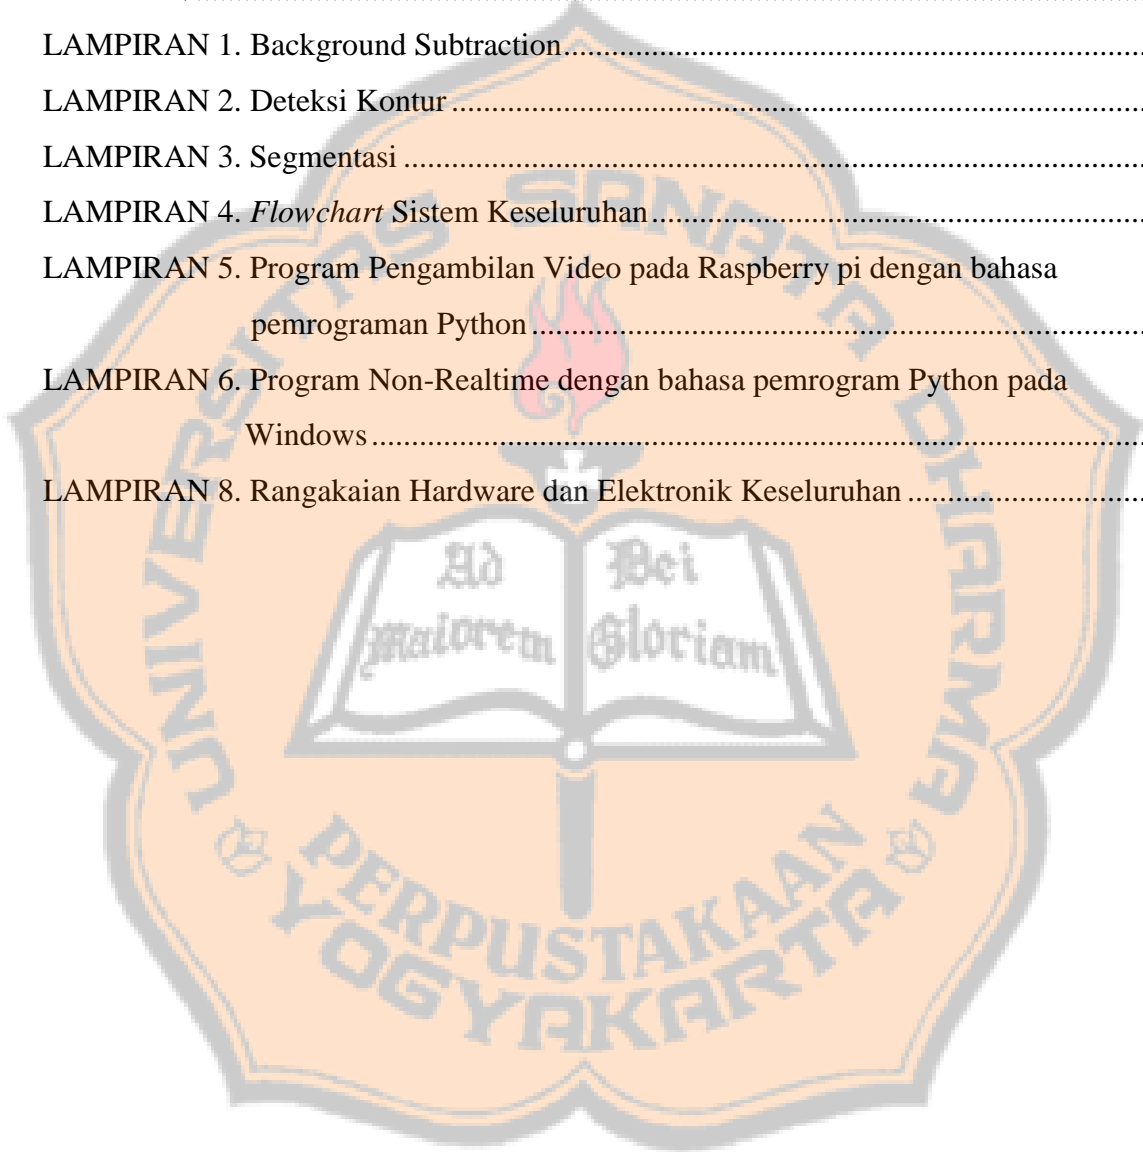 LAMPIRAN 1. Background Subtraction
LAMPIRAN 2. Deteksi Kontur
LAMPIRAN 3. Segmentasi
LAMPIRAN 4. Flowchart Sistem Keseluruhan
LAMPIRAN 5. Program Pengambilan Video pada Raspberry pi dengan bahasa
pemrograman Python
LAMPIRAN 6. Program Non-Realtime dengan bahasa pemrogram Python pada
Windows
LAMPIRAN 8. Rangakaian Hardware dan Elektronik Keseluruhan
UNIVERSITAS SANATA DHARMA
Ad
maiorem
Dei
Gloriam
PERPUSTAKAAN
YOGYAKARTA